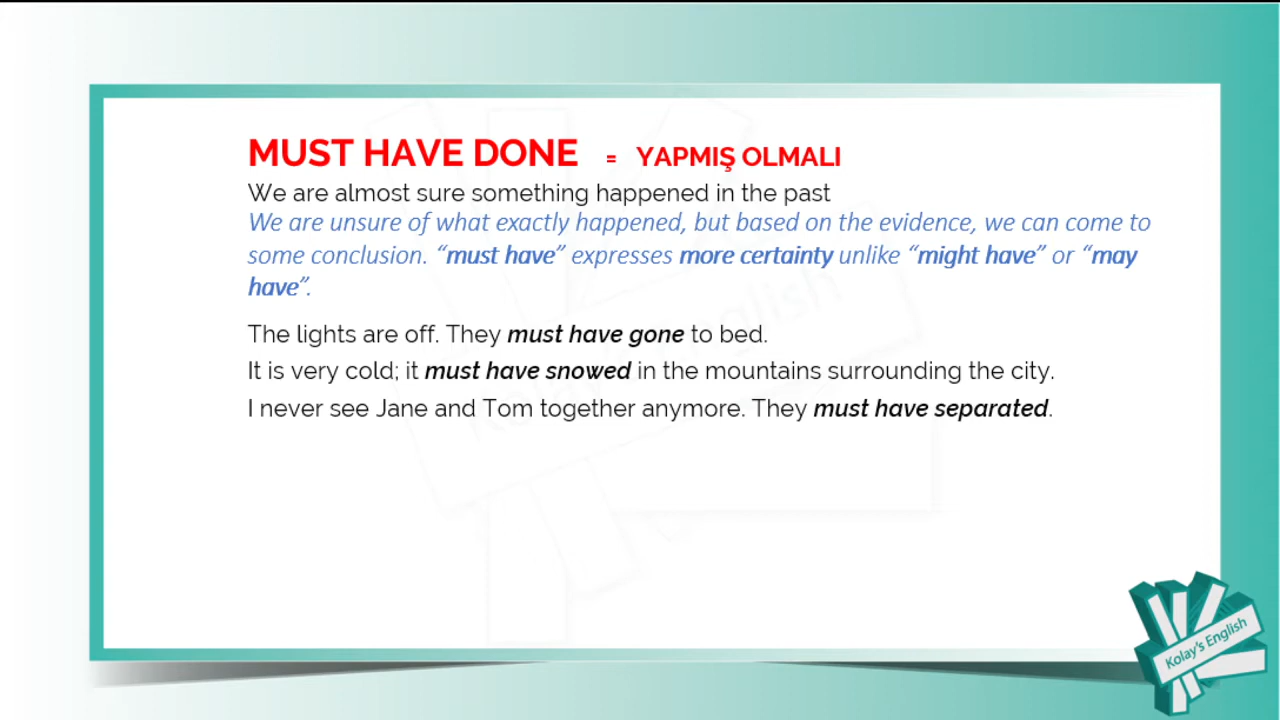 MUST HAVE DONE = YAPMIŞ OLMALI
We are almost sure something happened in the past
We are unsure of what exactly happened, but based on the evidence, we can come to
some conclusion. “must have” expresses more certainty unlike “might have” or “may
have”.
The lights are off. They must have gone to bed.
It is very cold; it must have snowed in the mountains surrounding the city.
I never see Jane and Tom together anymore. They must have separated.
Kolay's English